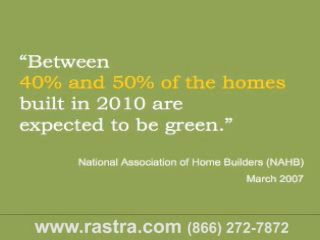 “Between
40% and 50% of the homes
built in 2010 are
expected to be green.”
National Association of Home Builders (NAHB)
March 2007
www.rastra.com (866) 272-7872